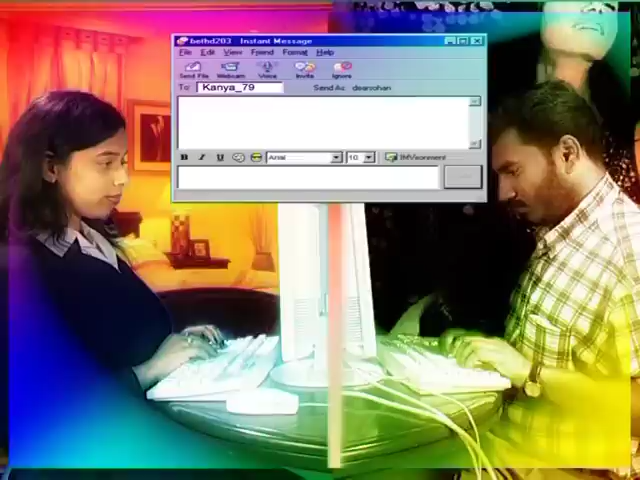 bethd203 Instant Message
File Edit View Friend Format Help
Send File Webcam Voice Invite Ignore
To: Kanya_79 Send As: dearrohan
B I U Arial 10 IMVironment